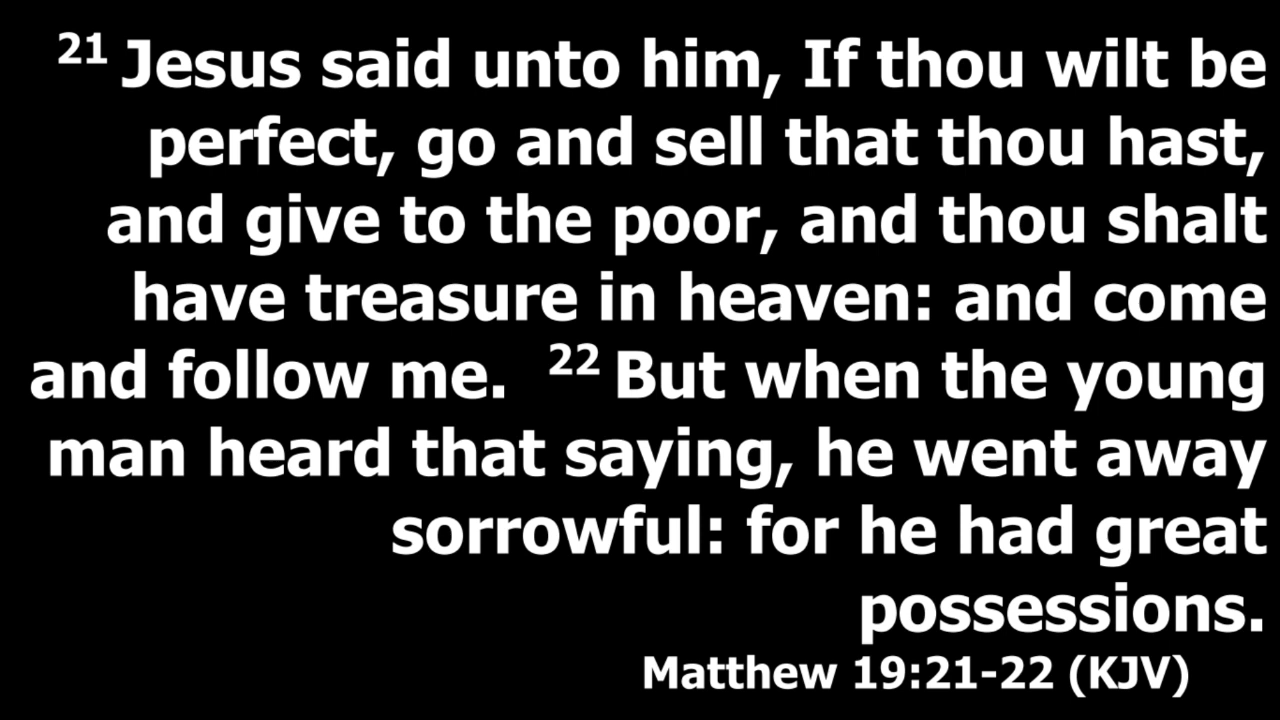 21 Jesus said unto him, If thou wilt be
perfect, go and sell that thou hast,
and give to the poor, and thou shalt
have treasure in heaven: and come
and follow me. 22 But when the young
man heard that saying, he went away
sorrowful: for he had great
possessions.
Matthew 19:21-22 (KJV)